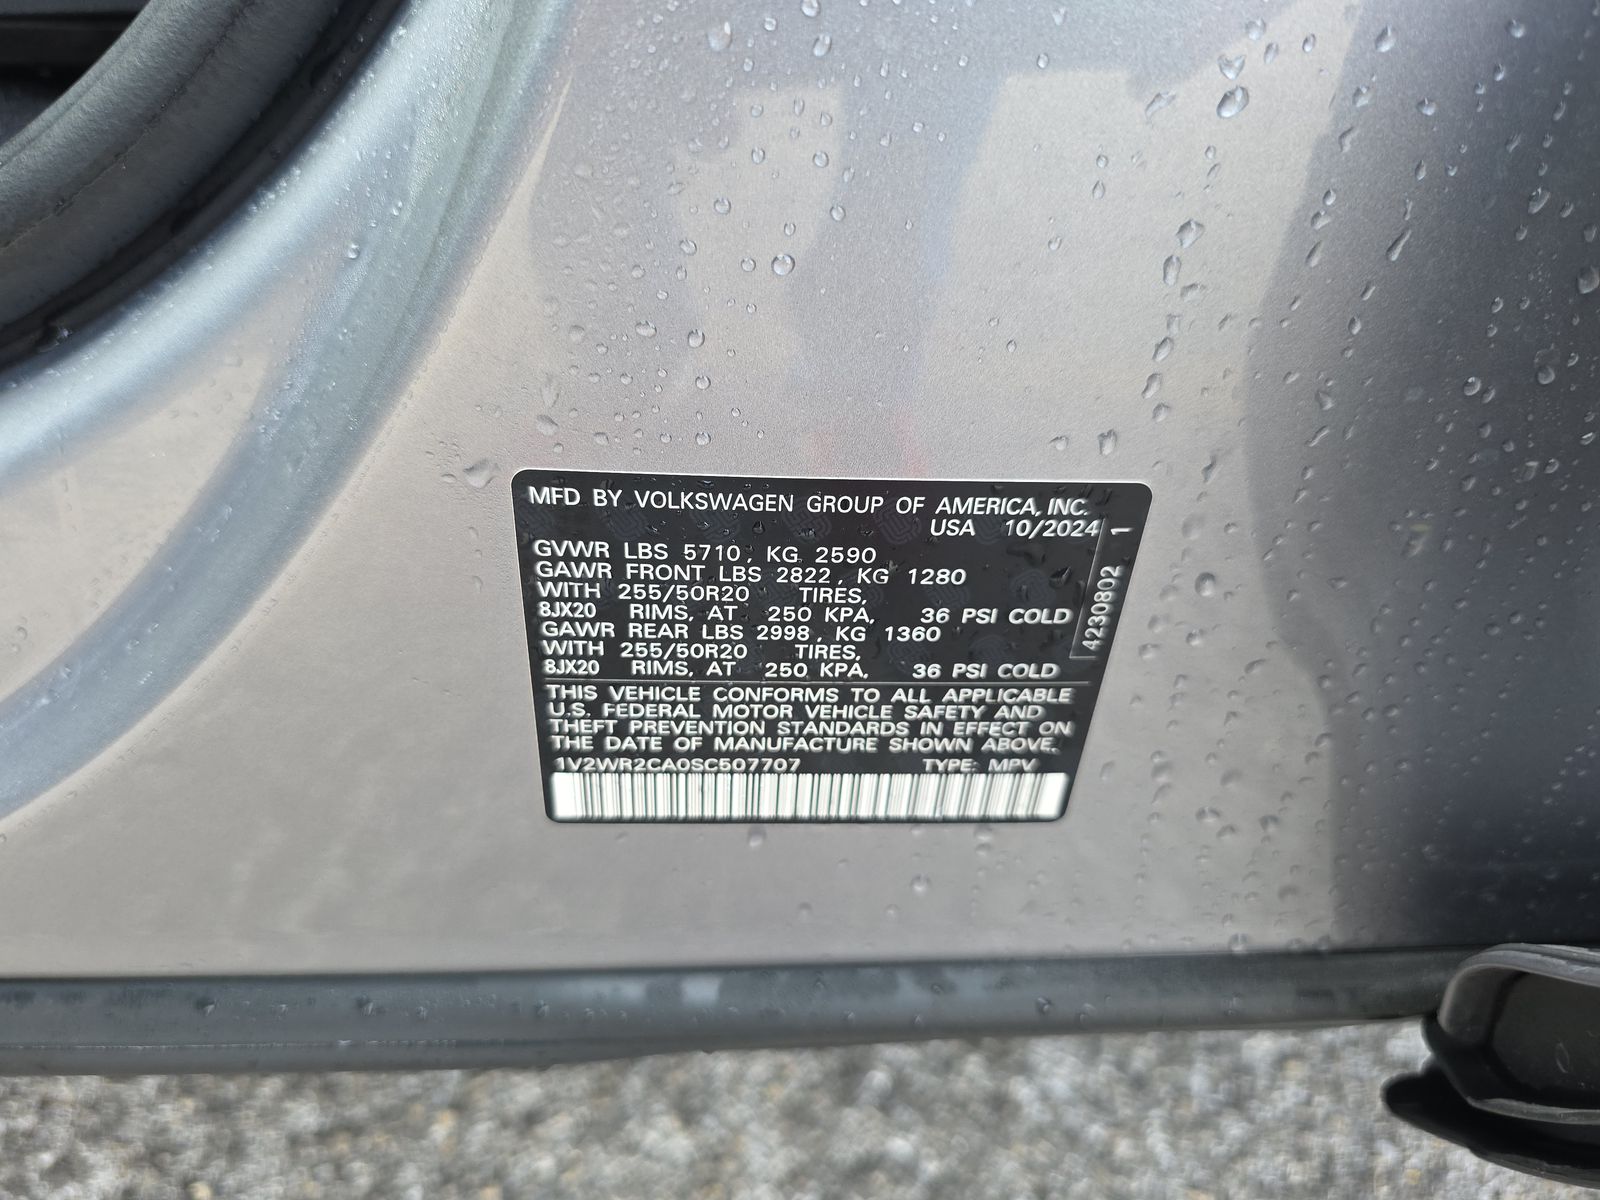 MFD BY VOLKSWAGEN GROUP OF AMERICA, INC.
USA 10/2024
GVWR LBS 5710, KG 2590
GAWR FRONT LBS 2822, KG 1280
WITH 255/50R20 TIRES,
8JX20 RIMS, AT 250 KPA, 36 PSI COLD
GAWR REAR LBS 2998, KG 1360
WITH 255/50R20 TIRES,
8JX20 RIMS, AT 250 KPA, 36 PSI COLD
4230802 1
THIS VEHICLE CONFORMS TO ALL APPLICABLE
U.S. FEDERAL MOTOR VEHICLE SAFETY AND
THEFT PREVENTION STANDARDS IN EFFECT ON
THE DATE OF MANUFACTURE SHOWN ABOVE.
1V2WR2CA0SC507707 TYPE: MPV